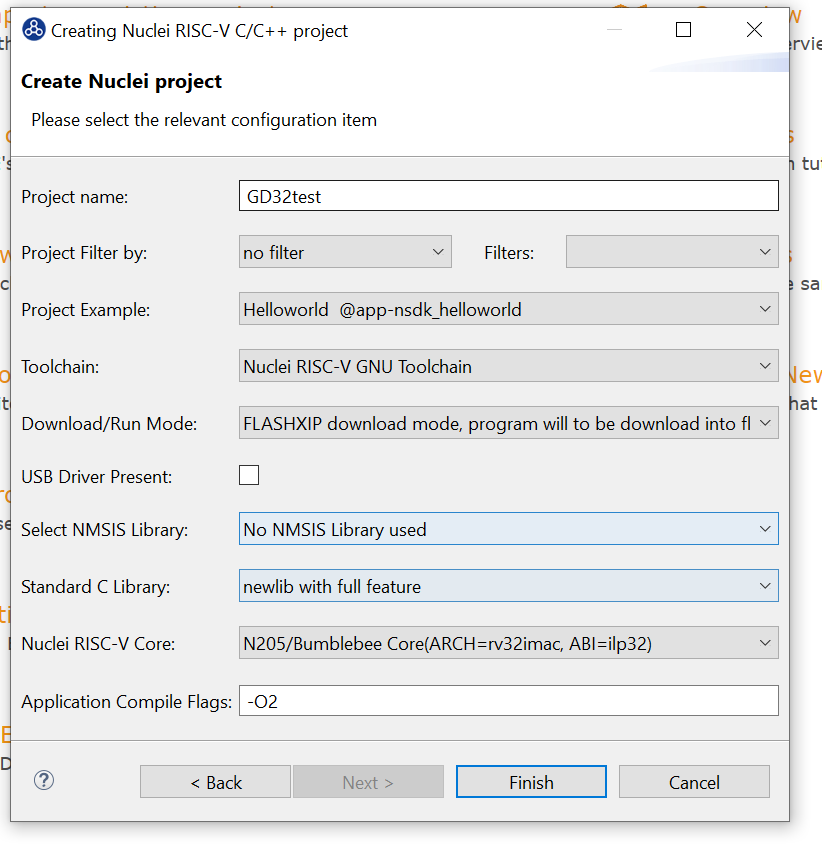 Creating Nuclei RISC-V C/C++ project
Create Nuclei project
Please select the relevant configuration item
Project name: GD32test
Project Filter by: no filter Filters:
Project Example: Helloworld @app-nsdk_helloworld
Toolchain: Nuclei RISC-V GNU Toolchain
Download/Run Mode: FLASHXIP download mode, program will to be download into fl
USB Driver Present:
Select NMSIS Library: No NMSIS Library used
Standard C Library: newlib with full feature
Nuclei RISC-V Core: N205/Bumblebee Core(ARCH=rv32imac, ABI=ilp32)
Application Compile Flags: -O2
< Back Next > Finish Cancel